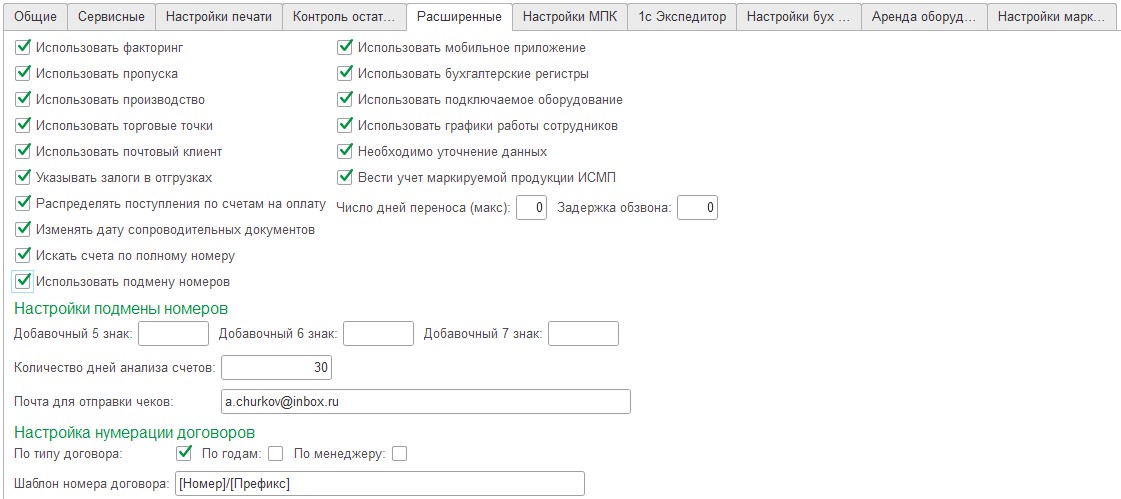 Общие Сервисные Настройки печати Контроль остат... Расширенные Настройки МПК 1с Экспедитор Настройки бух ... Аренда оборуд... Настройки марк...
Использовать факторинг Использовать мобильное приложение
Использовать пропуска Использовать бухгалтерские регистры
Использовать производство Использовать подключаемое оборудование
Использовать торговые точки Использовать графики работы сотрудников
Использовать почтовый клиент Необходимо уточнение данных
Указывать залоги в отгрузках Вести учет маркируемой продукции ИСМП
Распределять поступления по счетам на оплату Число дней переноса (макс): 0 Задержка обзвона: 0
Изменять дату сопроводительных документов
Искать счета по полному номеру
Использовать подмену номеров
Настройки подмены номеров
Добавочный 5 знак: Добавочный 6 знак: Добавочный 7 знак:
Количество дней анализа счетов: 30
Почта для отправки чеков: a.churkov@inbox.ru
Настройка нумерации договоров
По типу договора: По годам: По менеджеру:
Шаблон номера договора: [Номер]/[Префикс]